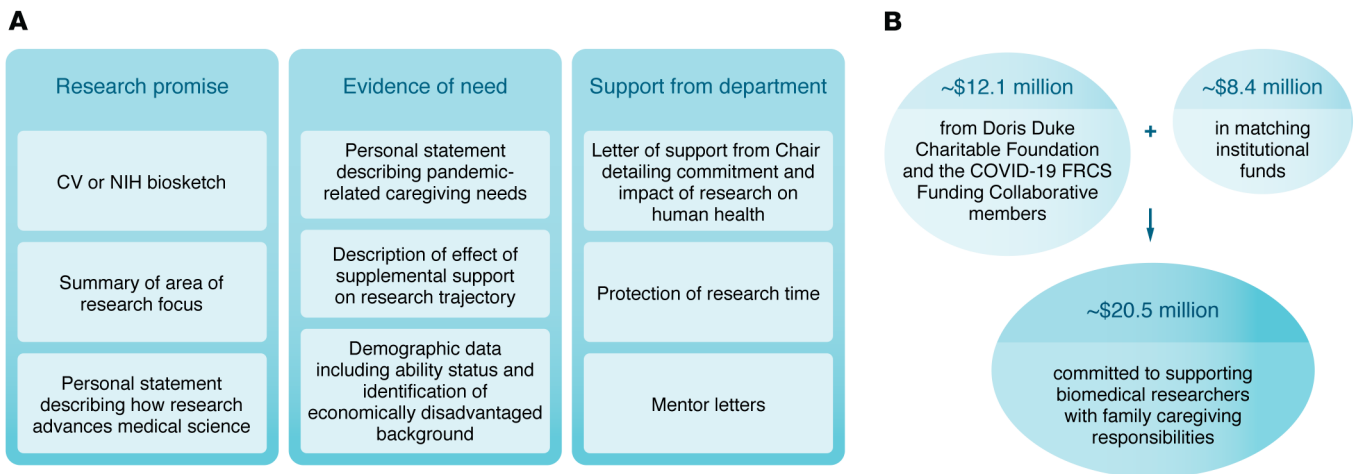 A
Research promise
CV or NIH biosketch
Summary of area of
research focus
Personal statement
describing how research
advances medical science
Evidence of need
Personal statement
describing pandemic-
related caregiving needs
Description of effect of
supplemental support
on research trajectory
Demographic data
including ability status and
identification of
economically disadvantaged
background
Support from department
Letter of support from Chair
detailing commitment and
impact of research on
human health
Protection of research time
Mentor letters
B
~$12.1 million
from Doris Duke
Charitable Foundation
and the COVID-19 FRCS
Funding Collaborative
members
+
~$8.4 million
in matching
institutional
funds
~$20.5 million
committed to supporting
biomedical researchers
with family caregiving
responsibilities